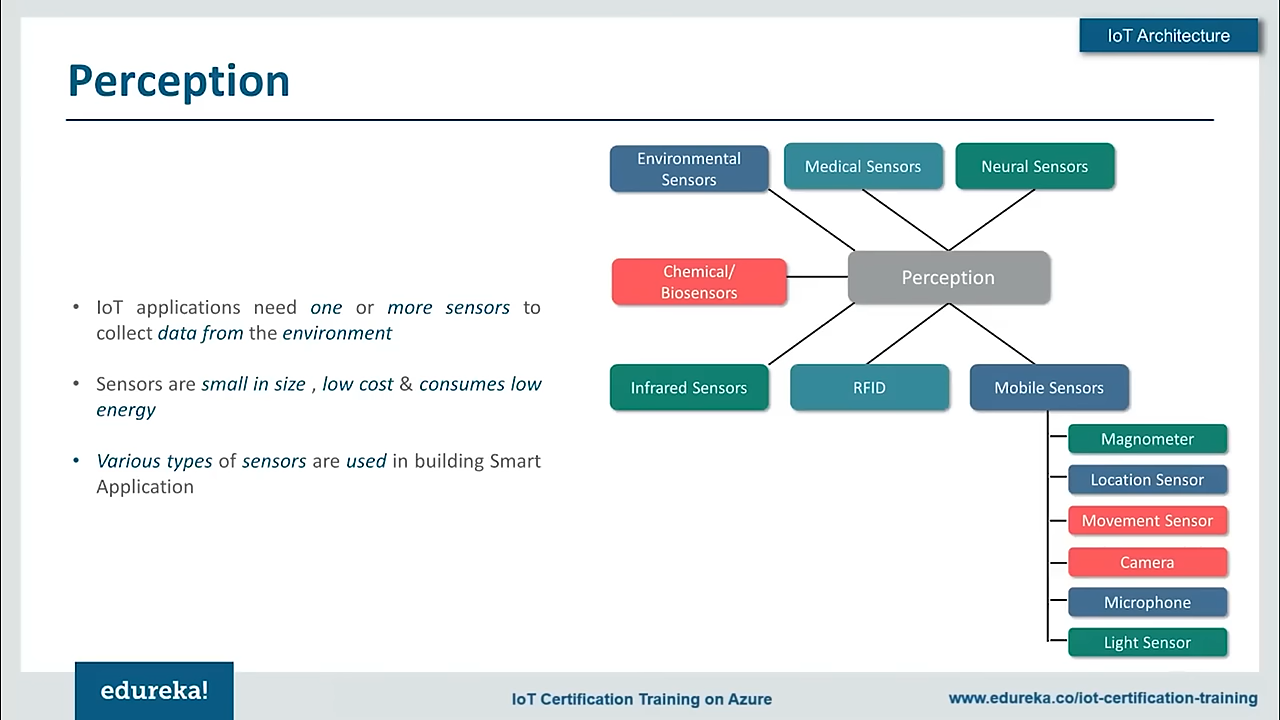 IoT Architecture
Perception
• IoT applications need one or more sensors to
collect data from the environment
• Sensors are small in size , low cost & consumes low
energy
• Various types of sensors are used in building Smart
Application
Environmental
Sensors
Medical Sensors
Neural Sensors
Chemical/
Biosensors
Perception
Infrared Sensors
RFID
Mobile Sensors
Magnometer
Location Sensor
Movement Sensor
Camera
Microphone
Light Sensor
edureka!
IoT Certification Training on Azure
www.edureka.co/iot-certification-training